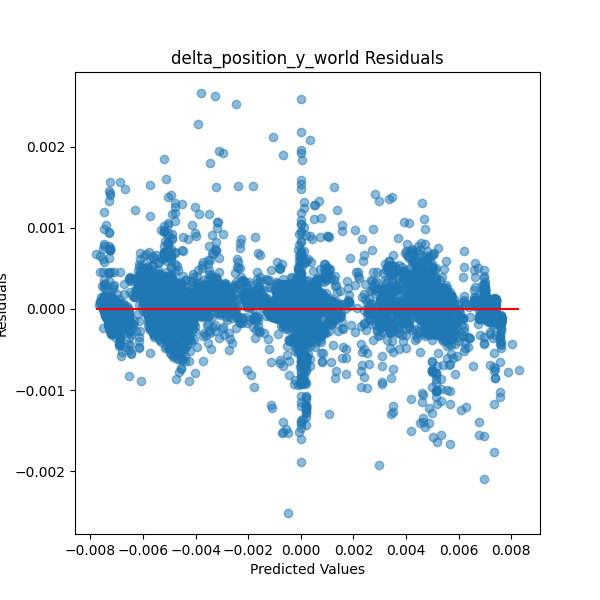 delta_position_y_world Residuals
0.002
0.001
0.000
−0.001
−0.002
Residuals
−0.008 −0.006 −0.004 −0.002 0.000 0.002 0.004 0.006 0.008
Predicted Values